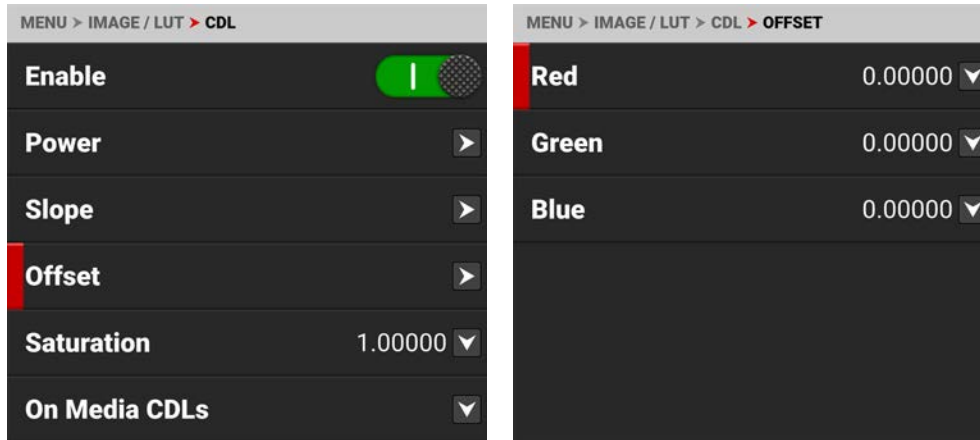 MENU > IMAGE / LUT > CDL
Enable
Power
Slope
Offset
Saturation 1.00000
On Media CDLs
MENU > IMAGE / LUT > CDL > OFFSET
Red 0.00000
Green 0.00000
Blue 0.00000